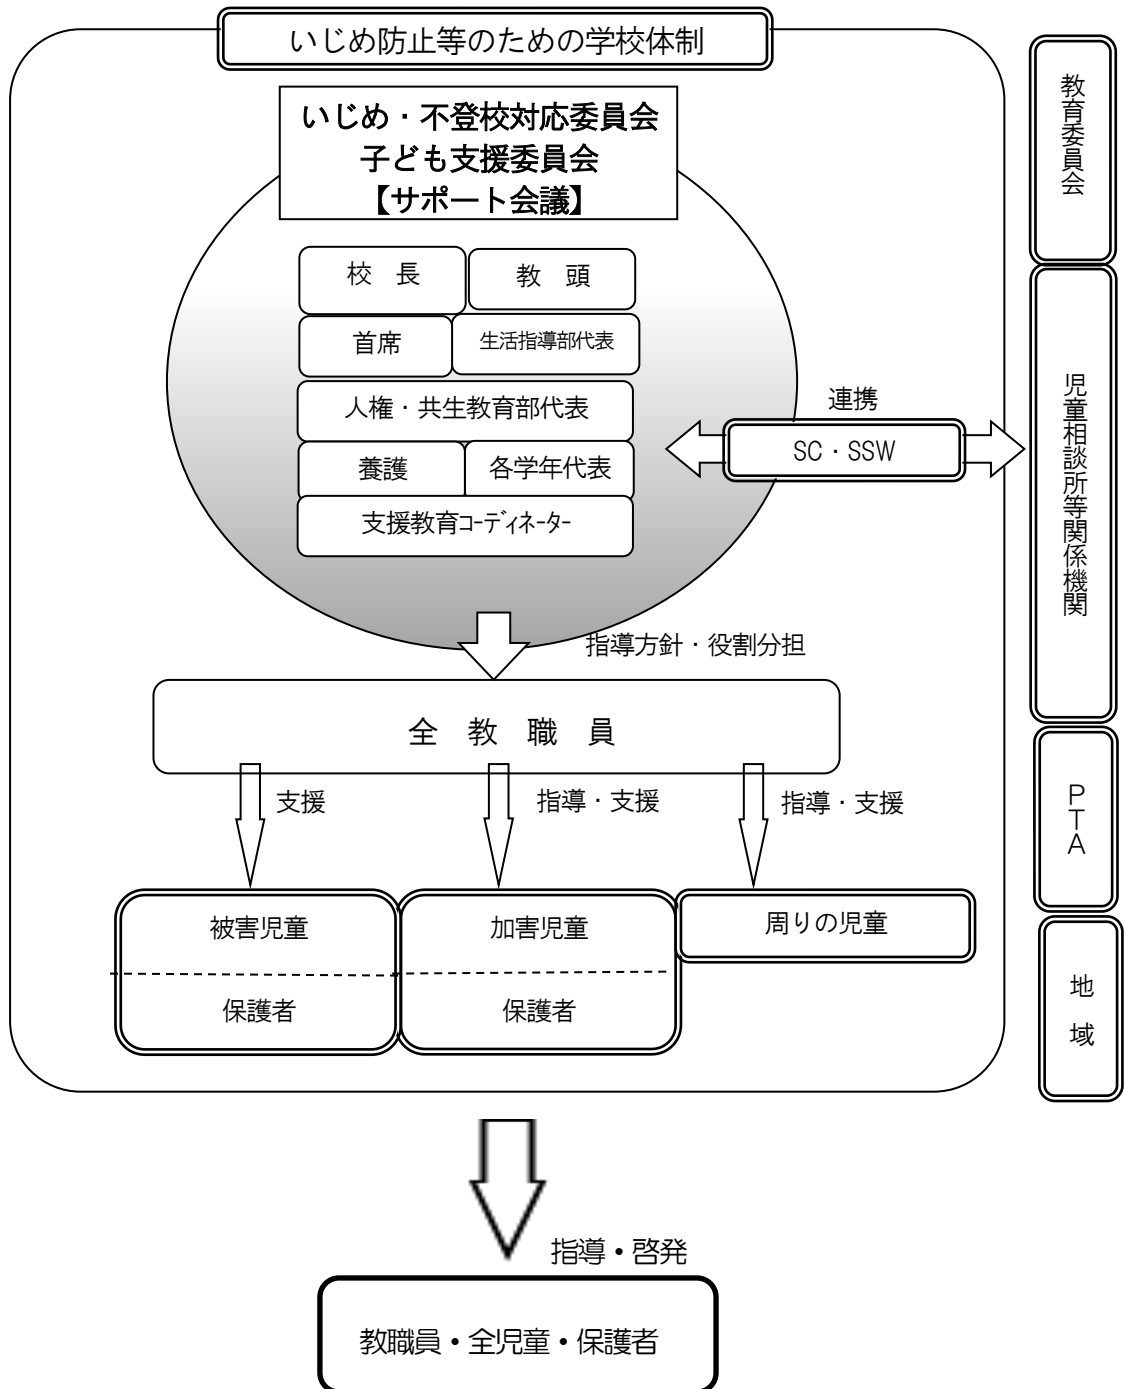 いじめ防止等のための学校体制
いじめ・不登校対応委員会
子ども支援委員会
【サポート会議】
校　長
教　頭
首席
生活指導部代表
人権・共生教育部代表
養護
各学年代表
支援教育ｺｰﾃﾞｨﾈｰﾀｰ
連携
SC・SSW
指導方針・役割分担
全　教　職　員
支援
指導・支援
指導・支援
被害児童
保護者
加害児童
保護者
周りの児童
教育委員会
児童相談所等関係機関
ＰＴＡ
地　域
指導・啓発
教職員・全児童・保護者